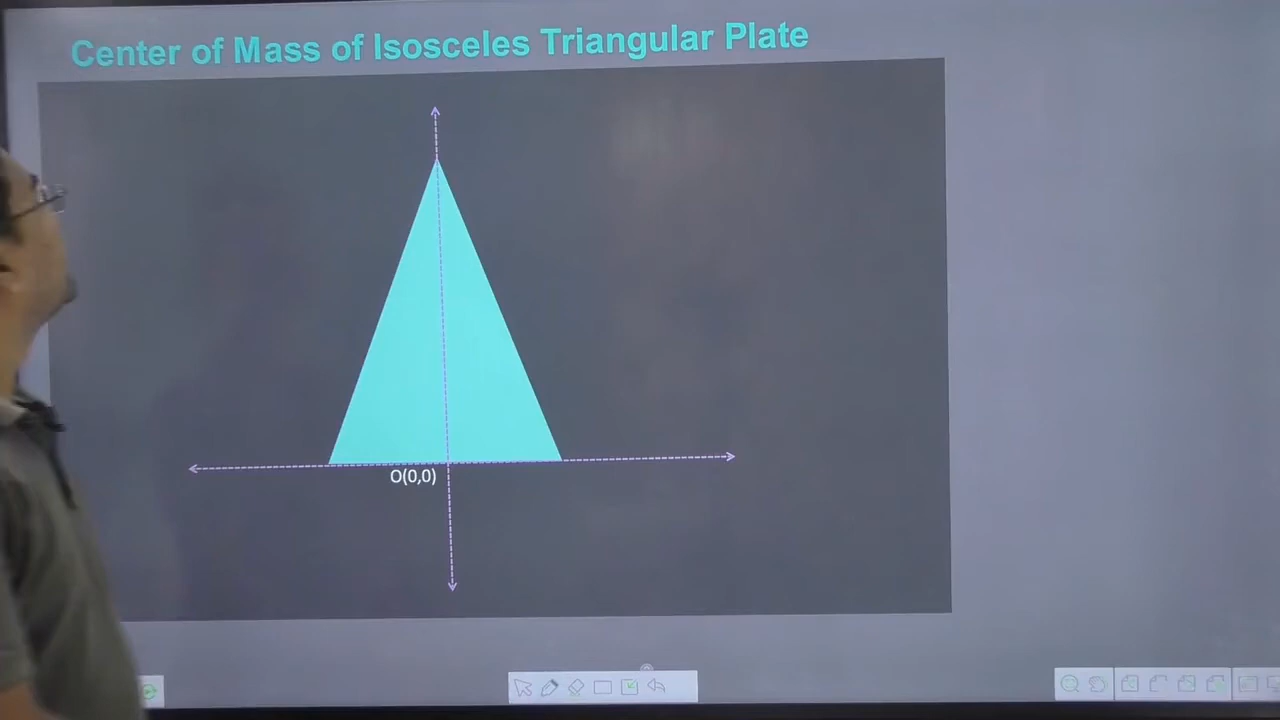 Center of Mass of Isosceles Triangular Plate
O(0,0)